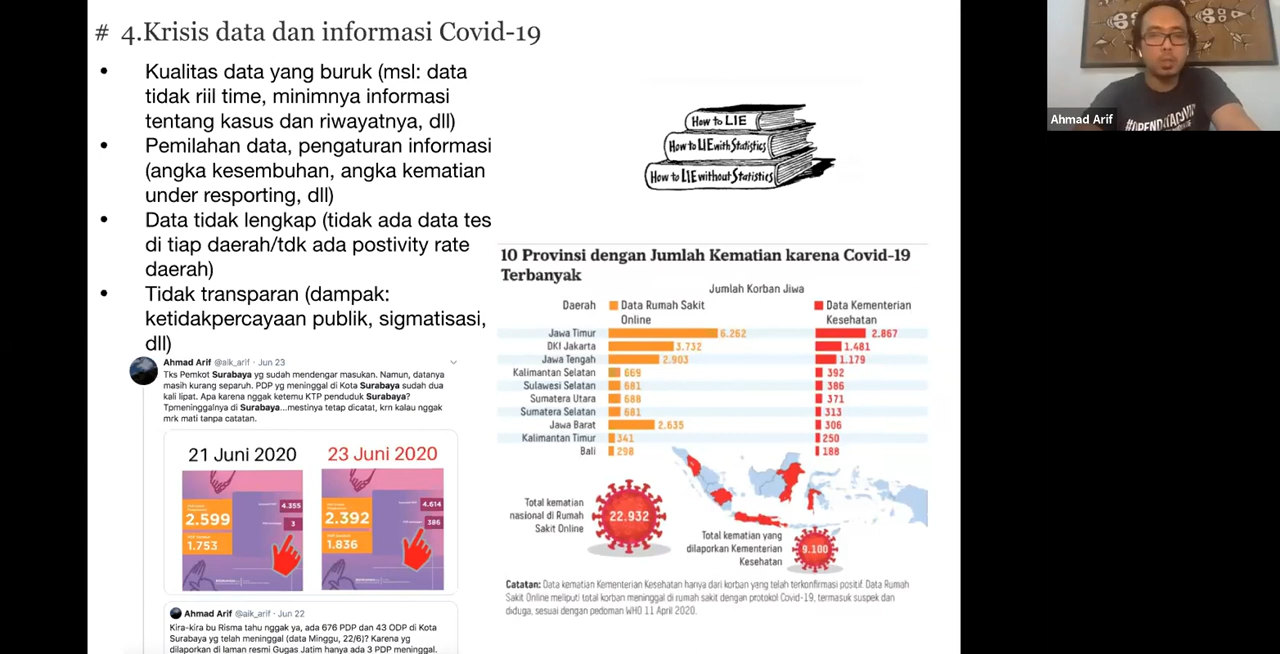 # 4.Krisis data dan informasi Covid-19
• Kualitas data yang buruk (msl: data
tidak riil time, minimnya informasi
tentang kasus dan riwayatnya, dll)
• Pemilahan data, pengaturan informasi
(angka kesembuhan, angka kematian
under resporting, dll)
• Data tidak lengkap (tidak ada data tes
di tiap daerah/tdk ada postivity rate
daerah)
• Tidak transparan (dampak:
ketidakpercayaan publik, sigmatisasi,
dll)
Ahmad Arif @aik_arif · Jun 23
Tks Pemkot Surabaya yg sudah mendengar masukan. Namun, datanya
masih kurang separuh. PDP yg meninggal di Kota Surabaya sudah dua
kali lipat. Apa karena nggak ketemu KTP penduduk Surabaya?
Tpmeninggalnya di Surabaya...mestinya tetap dicatat, krn kalau nggak
mrk mati tanpa catatan.
21 Juni 2020
23 Juni 2020
4.355
2.599
3
1.753
4.614
2.392
386
1.836
Ahmad Arif @aik_arif · Jun 22
Kira-kira bu Risma tahu nggak ya, ada 676 PDP dan 43 ODP di Kota
Surabaya yg telah meninggal (data Minggu, 22/6)? Karena yg
dilaporkan di laman resmi Gugas Jatim hanya ada 3 PDP meninggal.
How to LIE
How to LIE with Statistics
How to LIE without Statistics
10 Provinsi dengan Jumlah Kematian karena Covid-19
Terbanyak
Jumlah Korban Jiwa
Daerah
Data Rumah Sakit
Online
Data Kementerian
Kesehatan
Jawa Timur 6.262 2.867
DKI Jakarta 3.732 1.481
Jawa Tengah 2.903 1.179
Kalimantan Selatan 669 392
Sulawesi Selatan 681 386
Sumatera Utara 688 371
Sumatera Selatan 681 313
Jawa Barat 2.635 306
Kalimantan Timur 341 250
Bali 298 188
Total kematian
nasional di Rumah
Sakit Online
22.932
Total kematian yang
dilaporkan Kementerian
Kesehatan
9.100
Catatan: Data kematian Kementerian Kesehatan hanya dari korban yang telah terkonfirmasi positif. Data Rumah
Sakit Online meliputi total korban meninggal di rumah sakit dengan protokol Covid-19, termasuk suspek dan
diduga, sesuai dengan pedoman WHO 11 April 2020.
Ahmad Arif